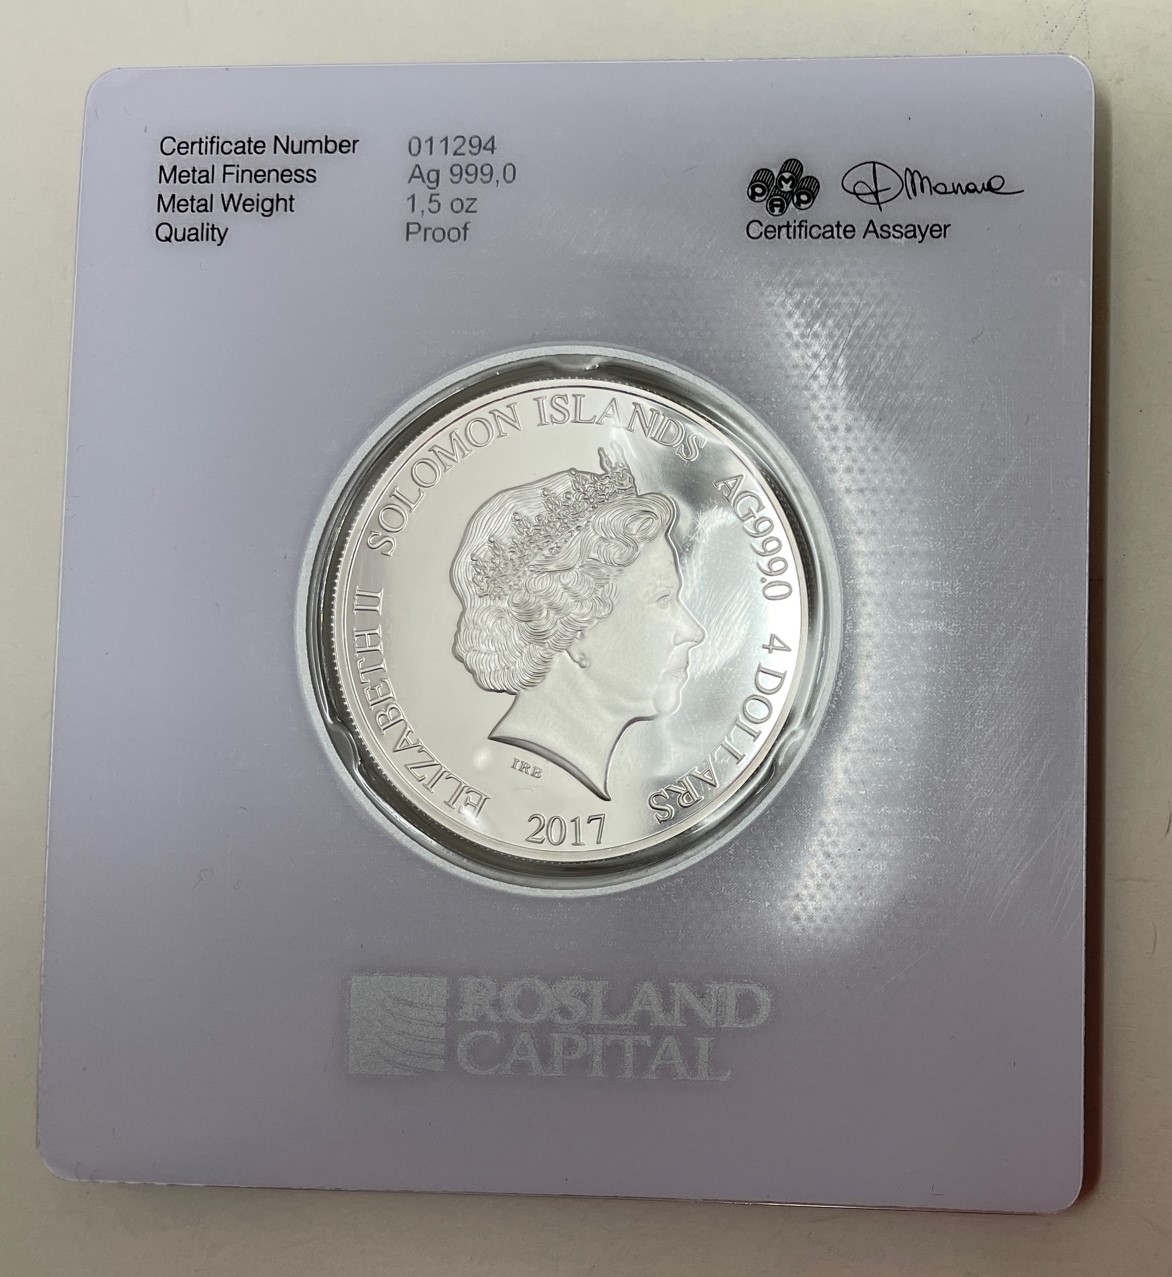 Certificate Number 011294
Metal Fineness Ag 999,0
Metal Weight 1,5 oz
Quality Proof
PAMP
Certificate Assayer
ELIZABETH II SOLOMON ISLANDS AG999.0 4 DOLLARS
IRB
2017
ROSLAND
CAPITAL